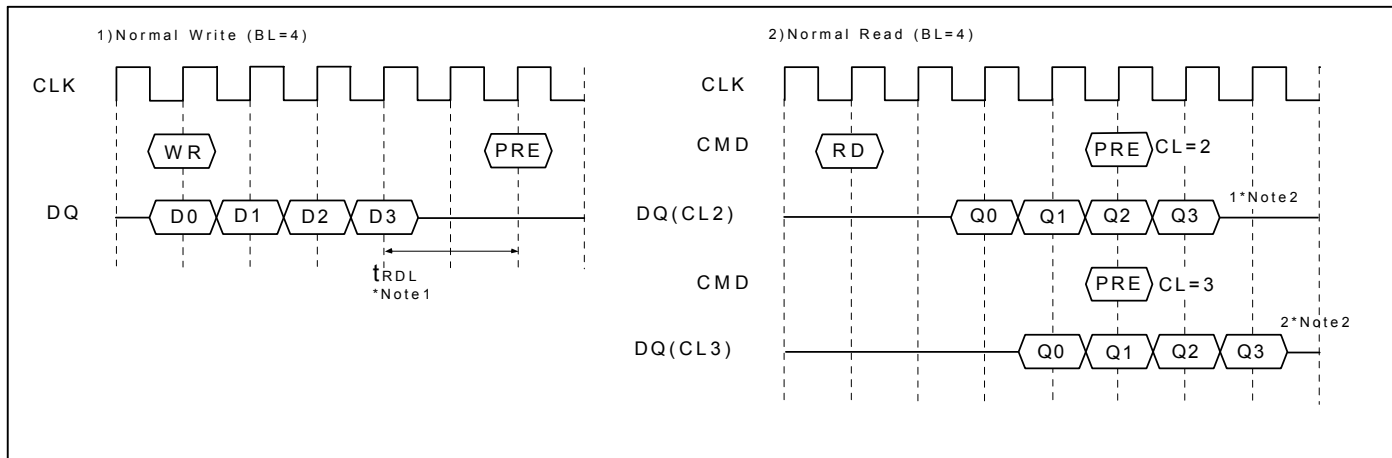 1)Normal Write (BL=4)
CLK
WR
PRE
DQ
D0 D1 D2 D3
tRDL
*Note1
2)Normal Read (BL=4)
CLK
CMD
RD
PRE CL=2
DQ(CL2)
Q0 Q1 Q2 Q3
1*Note2
CMD
PRE CL=3
DQ(CL3)
Q0 Q1 Q2 Q3
2*Note2